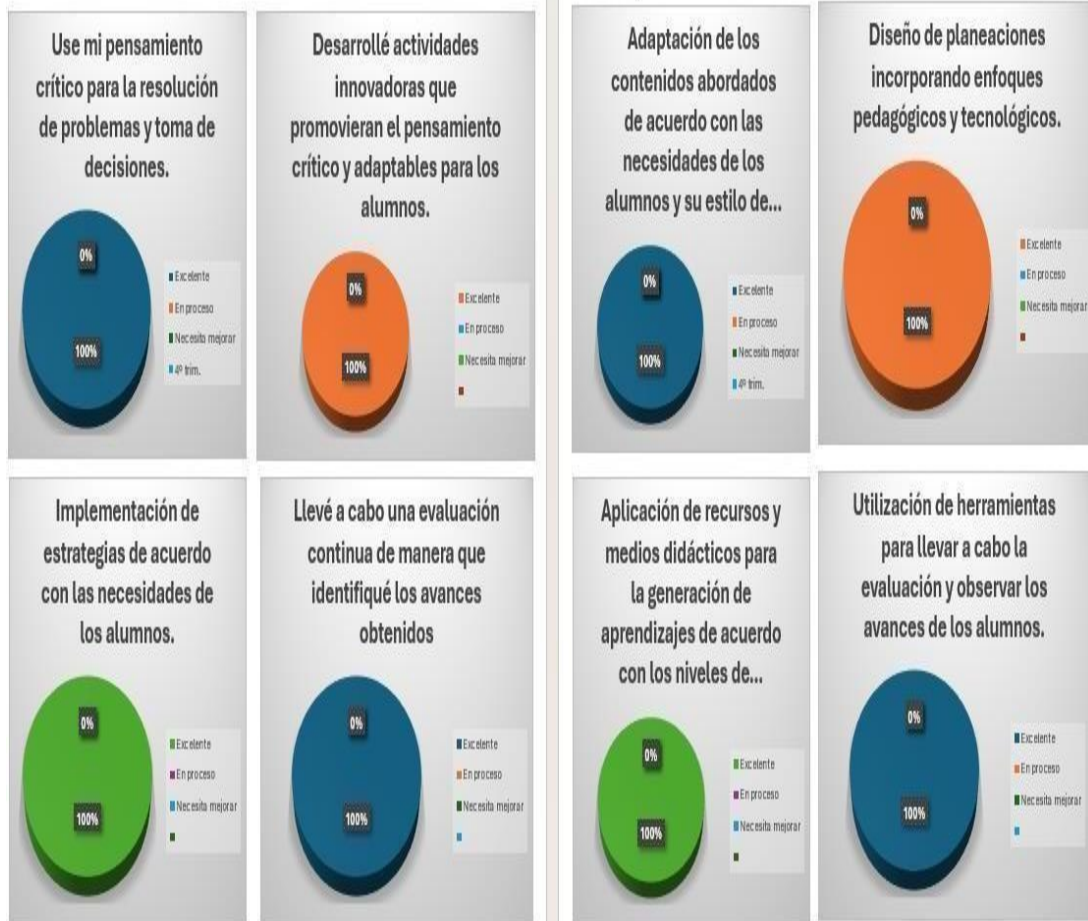 Use mi pensamiento
crítico para la resolución
de problemas y toma de
decisiones.
0%
100%
Excelente
En proceso
Necesita mejorar
4º trim.
Desarrollé actividades
innovadoras que
promovieran el pensamiento
crítico y adaptables para los
alumnos.
0%
100%
Excelente
En proceso
Necesita mejorar
Adaptación de los
contenidos abordados
de acuerdo con las
necesidades de los
alumnos y su estilo de...
0%
100%
Excelente
En proceso
Necesita mejorar
4º trim.
Diseño de planeaciones
incorporando enfoques
pedagógicos y tecnológicos.
0%
100%
Excelente
En proceso
Necesita mejorar
Implementación de
estrategias de acuerdo
con las necesidades de
los alumnos.
0%
100%
Excelente
En proceso
Necesita mejorar
Llevé a cabo una evaluación
continua de manera que
identifiqué los avances
obtenidos
0%
100%
Excelente
En proceso
Necesita mejorar
Aplicación de recursos y
medios didácticos para
la generación de
aprendizajes de acuerdo
con los niveles de...
0%
100%
Excelente
En proceso
Necesita mejorar
Utilización de herramientas
para llevar a cabo la
evaluación y observar los
avances de los alumnos.
0%
100%
Excelente
En proceso
Necesita mejorar